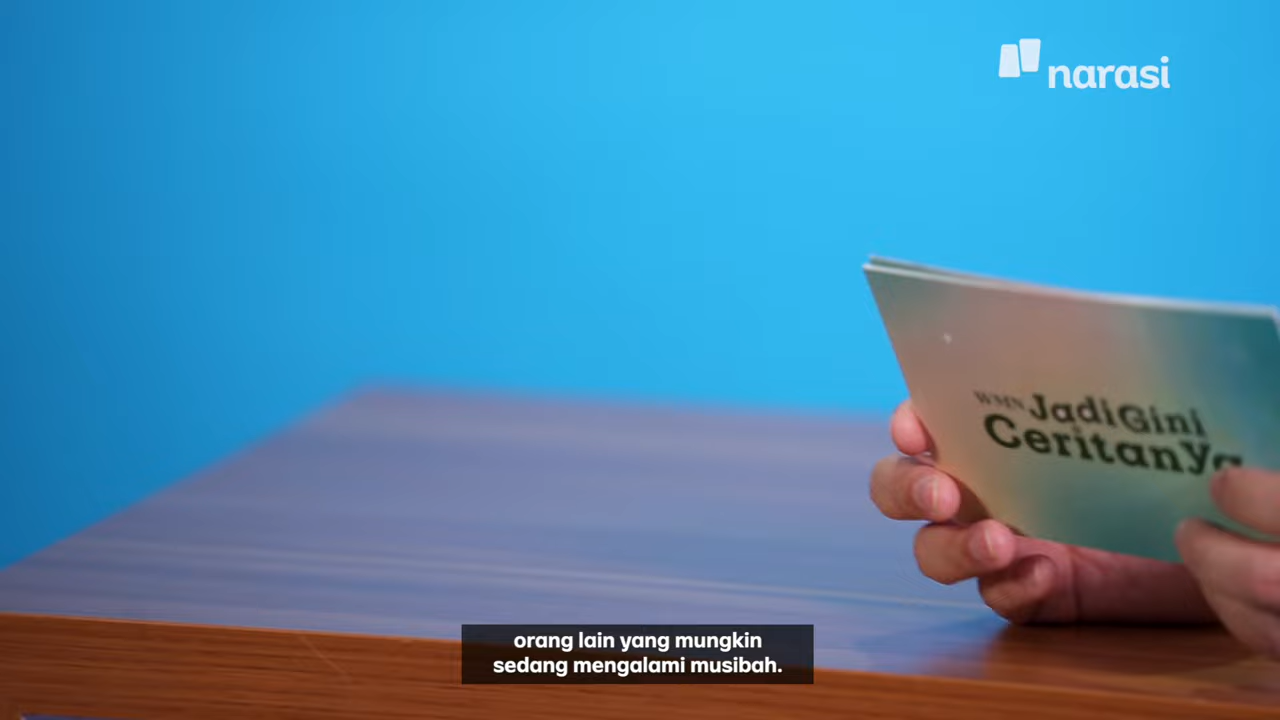 narasi
WMN Jadi Gini
Ceritanya
orang lain yang mungkin
sedang mengalami musibah.